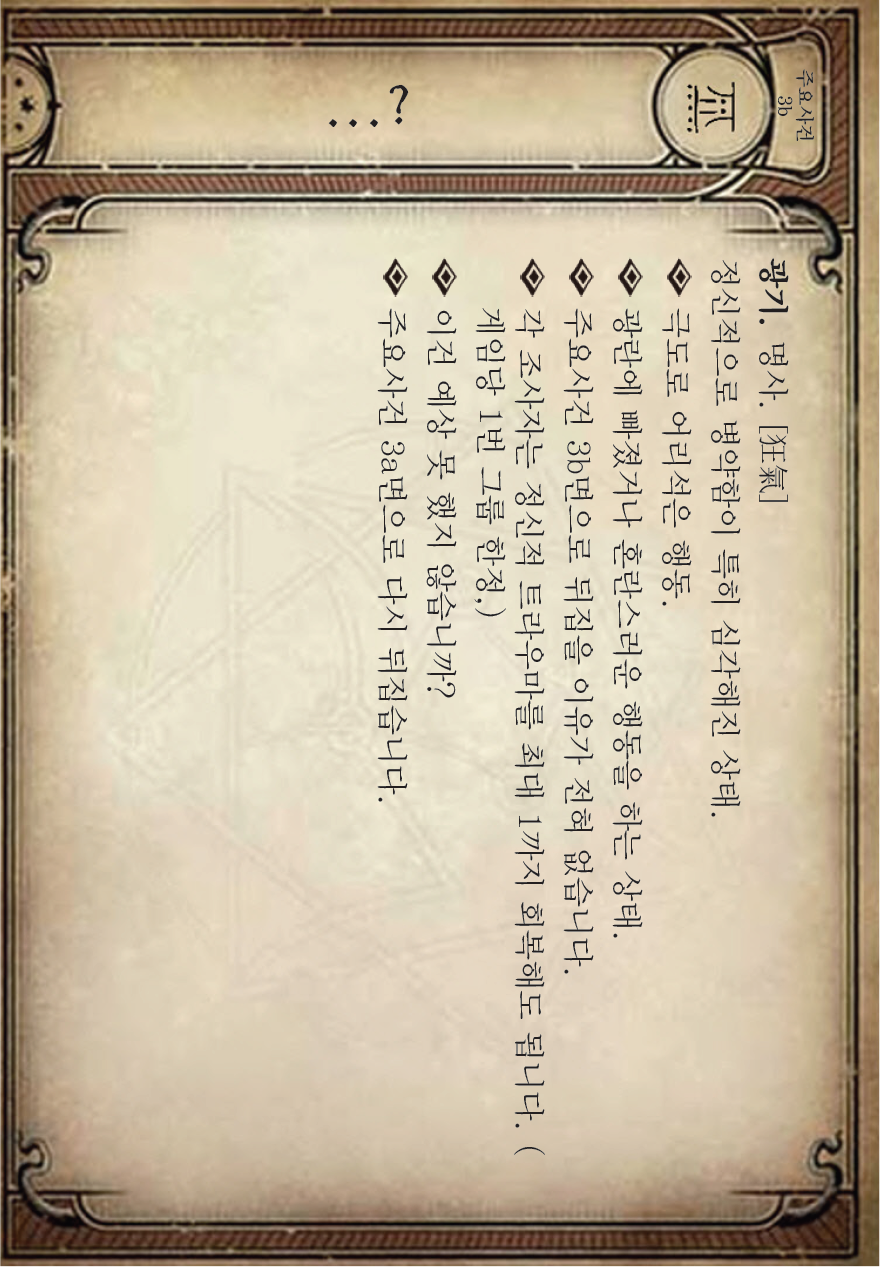 주요사건
3b
...?
광기. 명사. [狂氣]
정신적으로 병약함이 특히 심각해진 상태.
극도로 어리석은 행동.
광란에 빠졌거나 혼란스러운 행동을 하는 상태.
주요사건 3b면으로 뒤집을 이유가 전혀 없습니다.
각 조사자는 정신적 트라우마를 최대 1까지 회복해도 됩니다. (
게임당 1번 그룹 한정.)
이건 예상 못 했지 않습니까?
주요사건 3a면으로 다시 뒤집습니다.